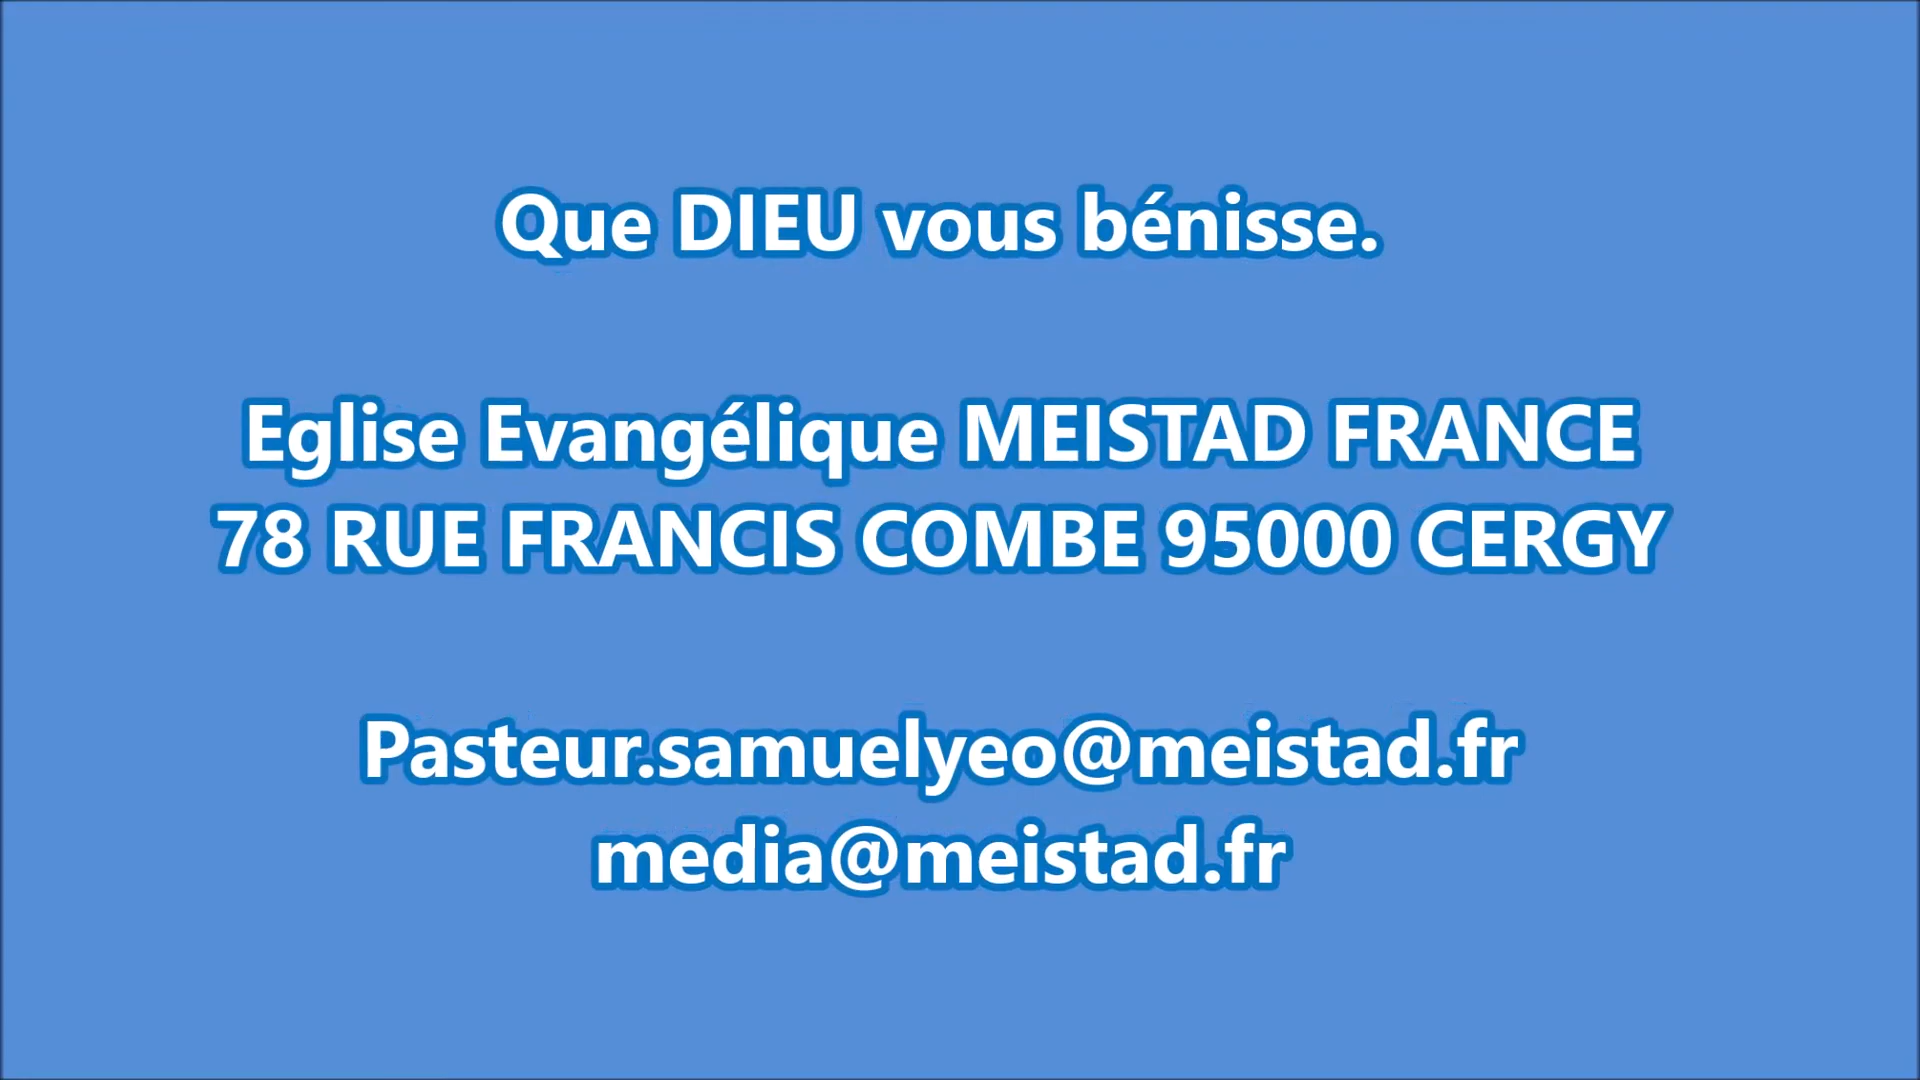 Que DIEU vous bénisse.
Eglise Evangélique MEISTAD FRANCE
78 RUE FRANCIS COMBE 95000 CERGY
Pasteur.samuelyeo@meistad.fr
media@meistad.fr